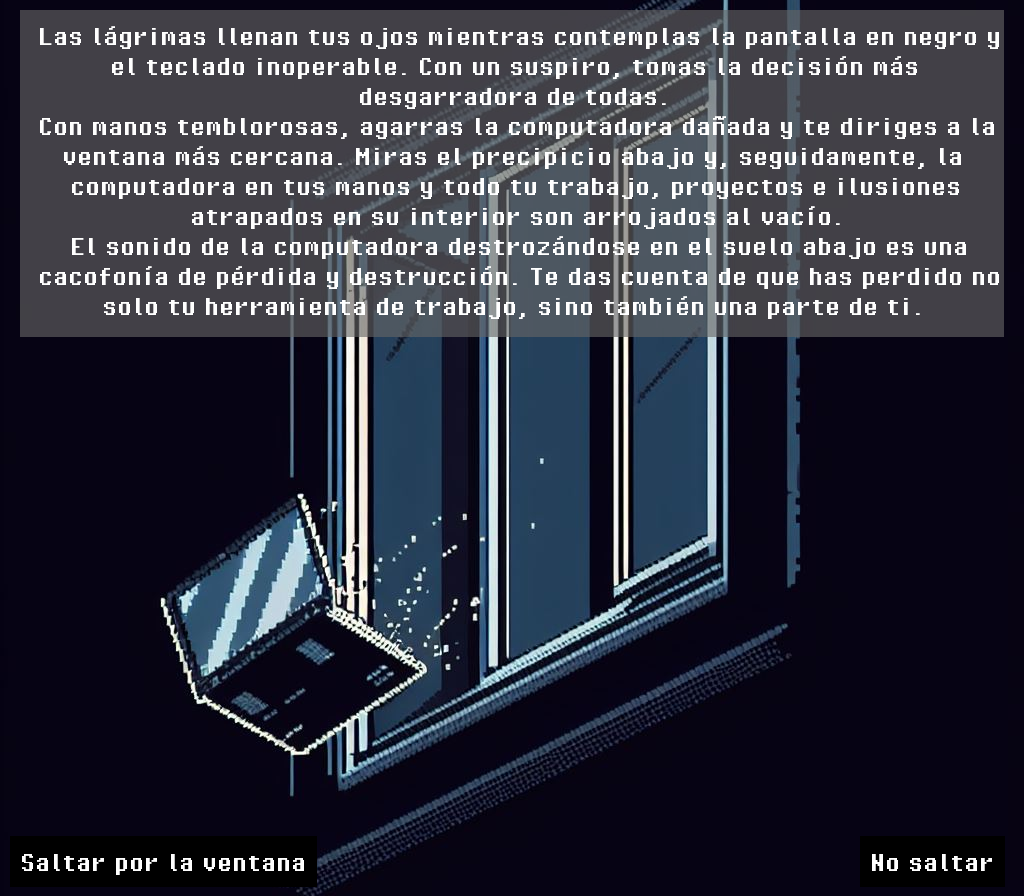 Las lágrimas llenan tus ojos mientras contemplas la pantalla en negro y
el teclado inoperable. Con un suspiro, tomas la decisión más
desgarradora de todas.
Con manos temblorosas, agarras la computadora dañada y te diriges a la
ventana más cercana. Miras el precipicio abajo y, seguidamente, la
computadora en tus manos y todo tu trabajo, proyectos e ilusiones
atrapados en su interior son arrojados al vacío.
El sonido de la computadora destrozándose en el suelo abajo es una
cacofonía de pérdida y destrucción. Te das cuenta de que has perdido no
solo tu herramienta de trabajo, sino también una parte de ti.
Saltar por la ventana
No saltar